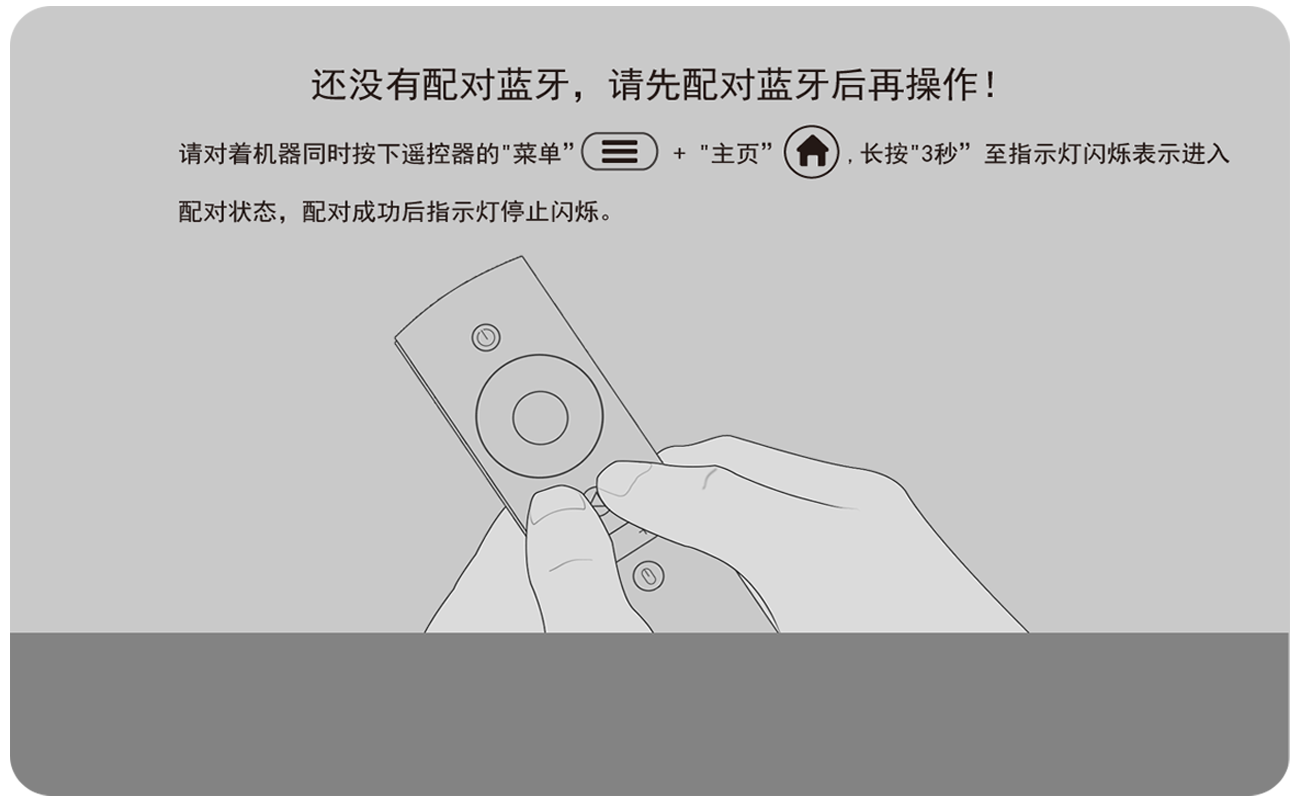 还没有配对蓝牙，请先配对蓝牙后再操作！
请对着机器同时按下遥控器的"菜单” + "主页” ，长按"3秒” 至指示灯闪烁表示进入
配对状态，配对成功后指示灯停止闪烁。